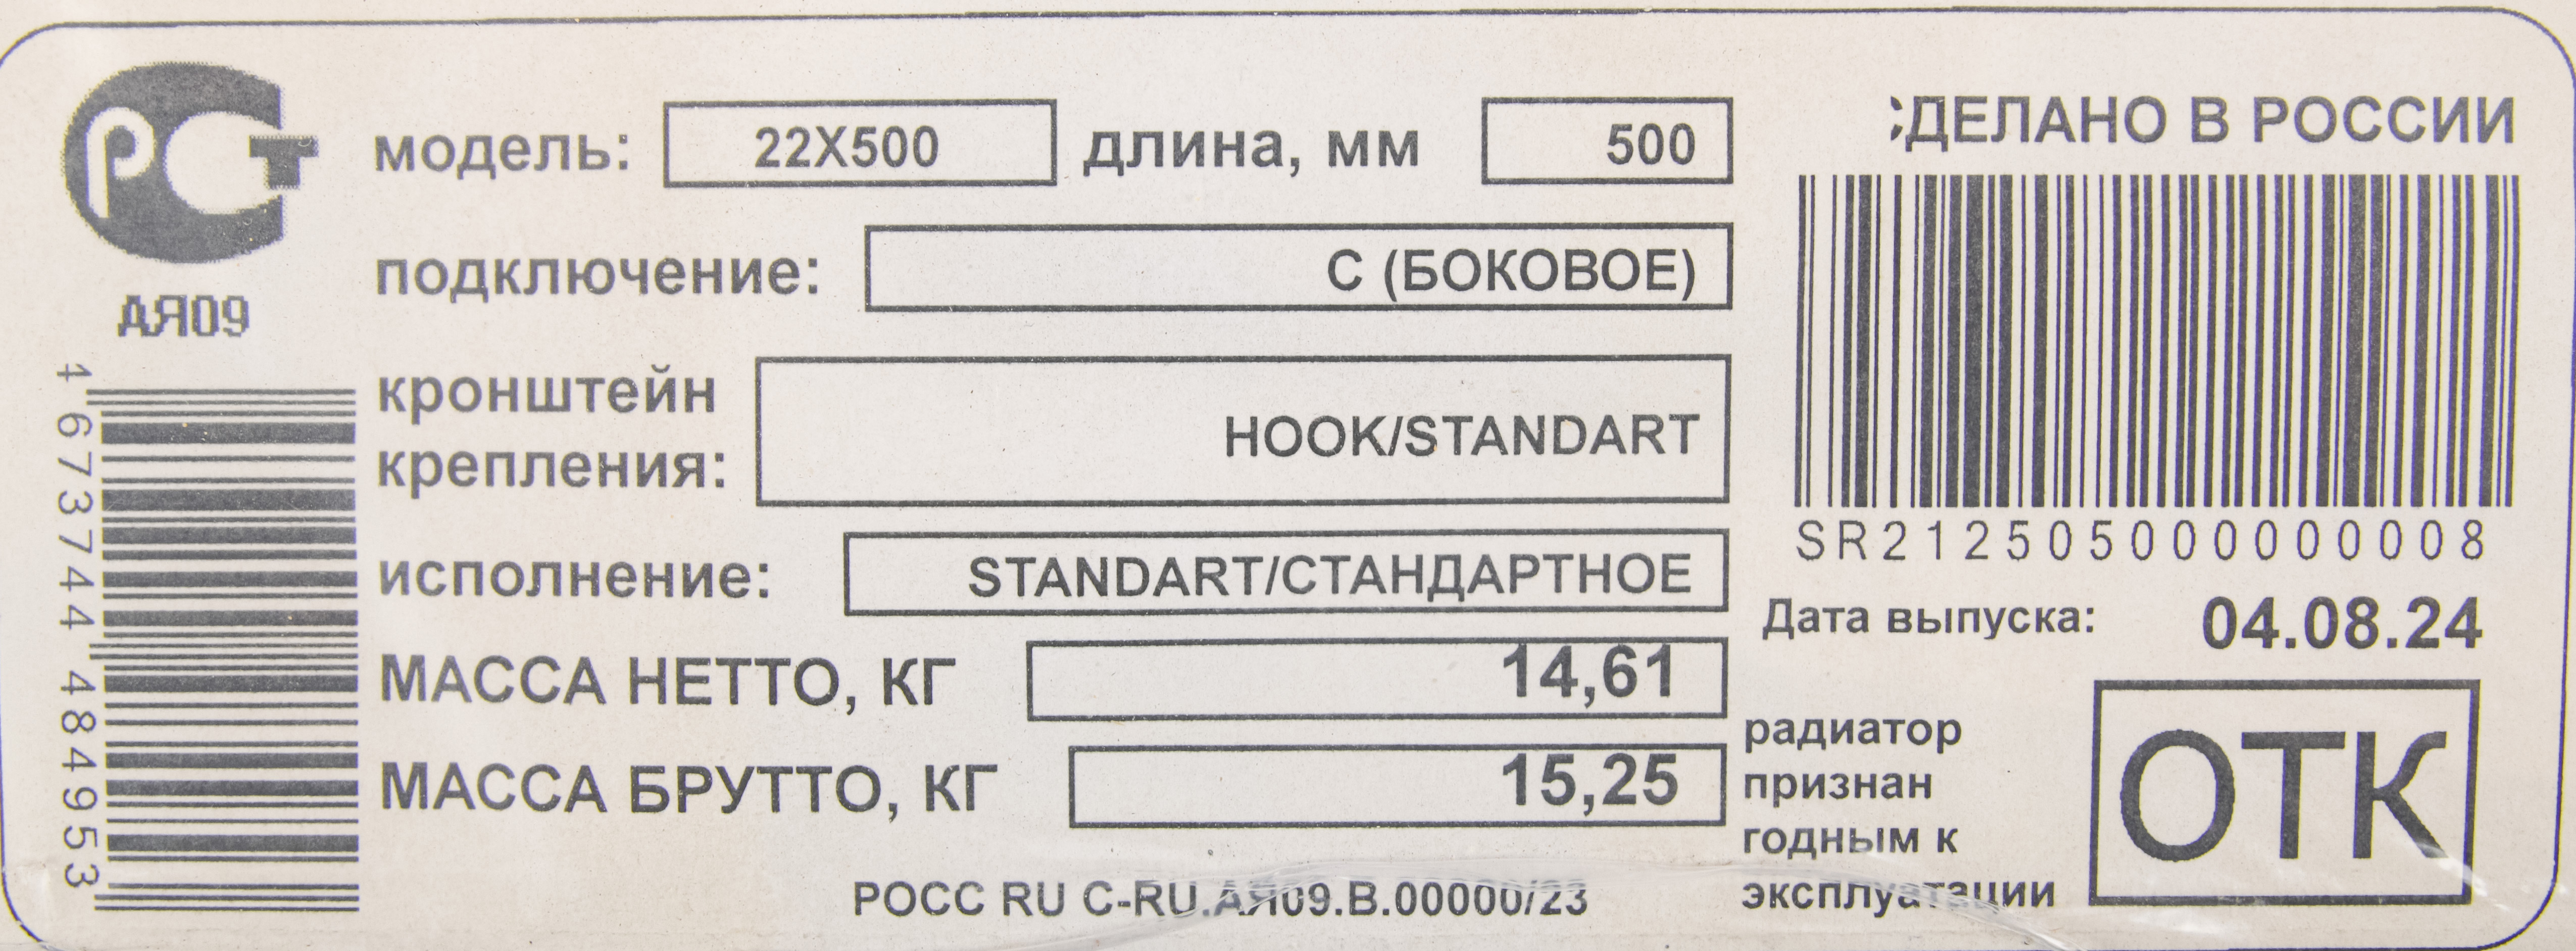 РСТ
АЯ09
4673744484953
модель: 22X500 длина, мм 500
подключение: С (БОКОВОЕ)
кронштейн
крепления: HOOK/STANDART
исполнение: STANDART/СТАНДАРТНОЕ
МАССА НЕТТО, КГ 14,61
МАССА БРУТТО, КГ 15,25
РОСС RU C-RU.АЯ09.В.00000/23
СДЕЛАНО В РОССИИ
SR2125050000000008
Дата выпуска: 04.08.24
радиатор
признан
годным к
эксплуатации
ОТК